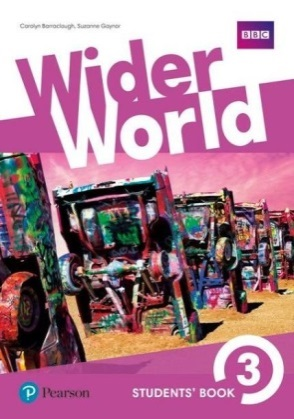 Carolyn Barraclough, Suzanne Gaynor
BBC
Wider
World
Pearson
STUDENTS' BOOK 3